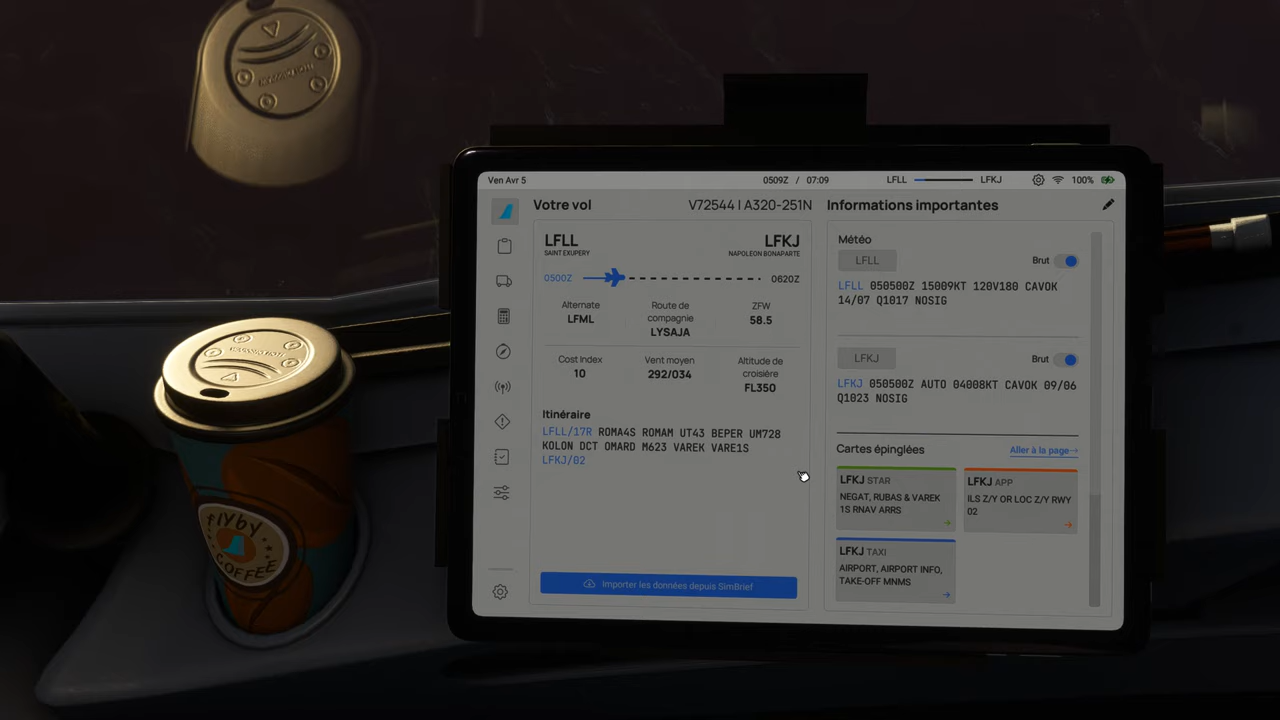 Ven Avr 5
0509Z / 07:09
LFLL
LFKJ
100%
Votre vol
V72544 | A320-251N
LFLL
SAINT EXUPERY
LFKJ
NAPOLEON BONAPARTE
0500Z
0620Z
Alternate
LFML
Route de
compagnie
LYSAJA
ZFW
58.5
Cost Index
10
Vent moyen
292/034
Altitude de
croisière
FL350
Itinéraire
LFLL/17R ROMA4S ROMAM UT43 BEPER UM728
KOLON DCT OMARD M623 VAREK VARE1S
LFKJ/02
Importer les données depuis SimBrief
Informations importantes
Météo
LFLL
Brut
LFLL 050500Z 15009KT 120V180 CAVOK
14/07 Q1017 NOSIG
LFKJ
Brut
LFKJ 050500Z AUTO 04008KT CAVOK 09/06
Q1023 NOSIG
Cartes épinglées
Aller à la page
LFKJ STAR
NEGAT, RUBAS & VAREK
1S RNAV ARRS
LFKJ APP
ILS Z/Y OR LOC Z/Y RWY
02
LFKJ TAXI
AIRPORT, AIRPORT INFO,
TAKE-OFF MNMS
flyby
COFFEE